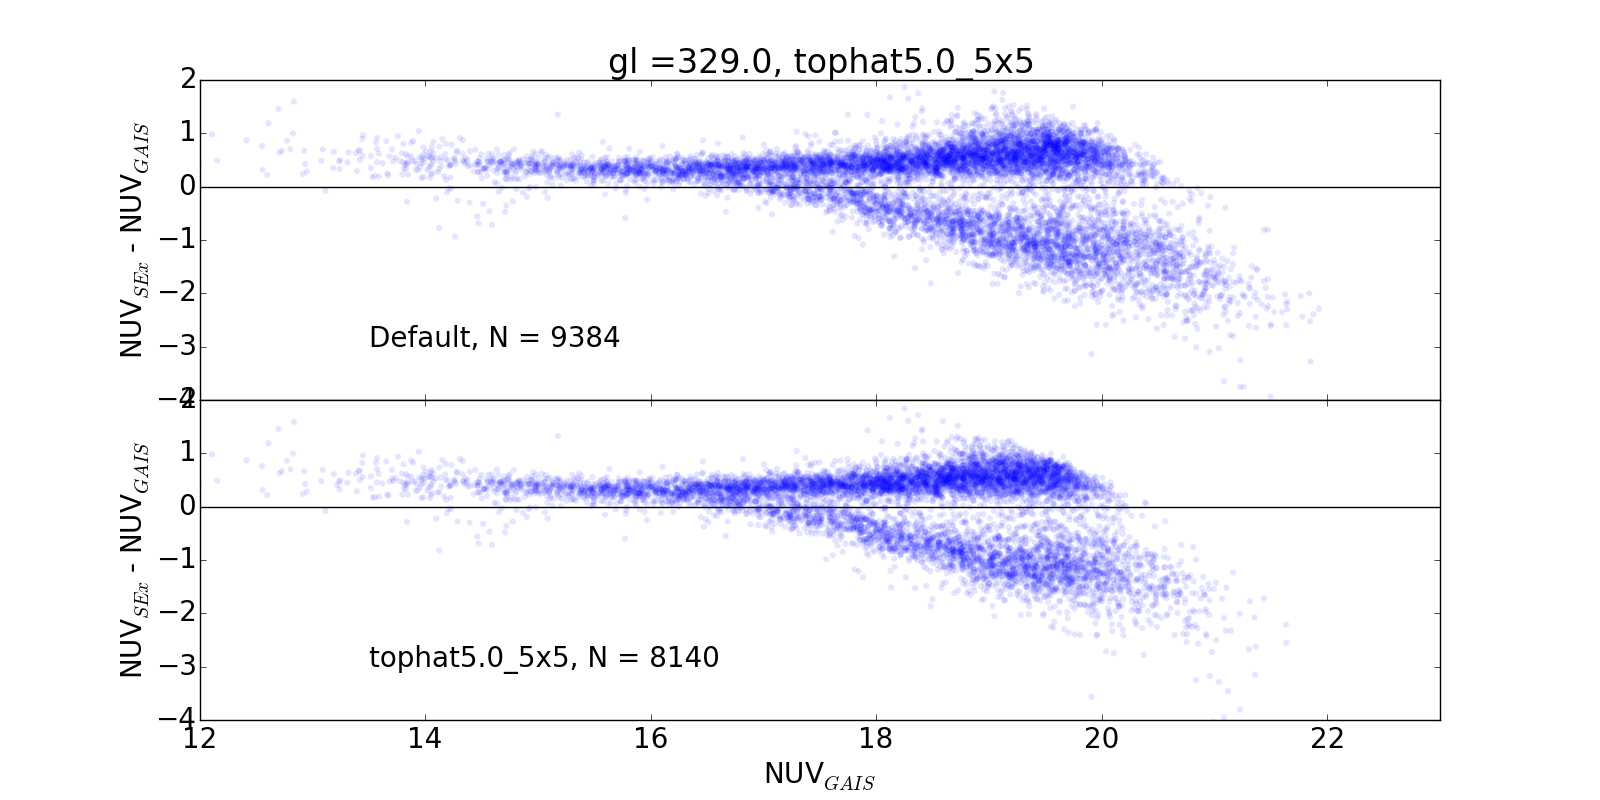 gl =329.0, tophat5.0_5x5
2
1
0
−1
−2
−3
−4
NUV_SEx - NUV_GAIS
Default, N = 9384
2
1
0
−1
−2
−3
−4
NUV_SEx - NUV_GAIS
tophat5.0_5x5, N = 8140
12 14 16 18 20 22
NUV_GAIS